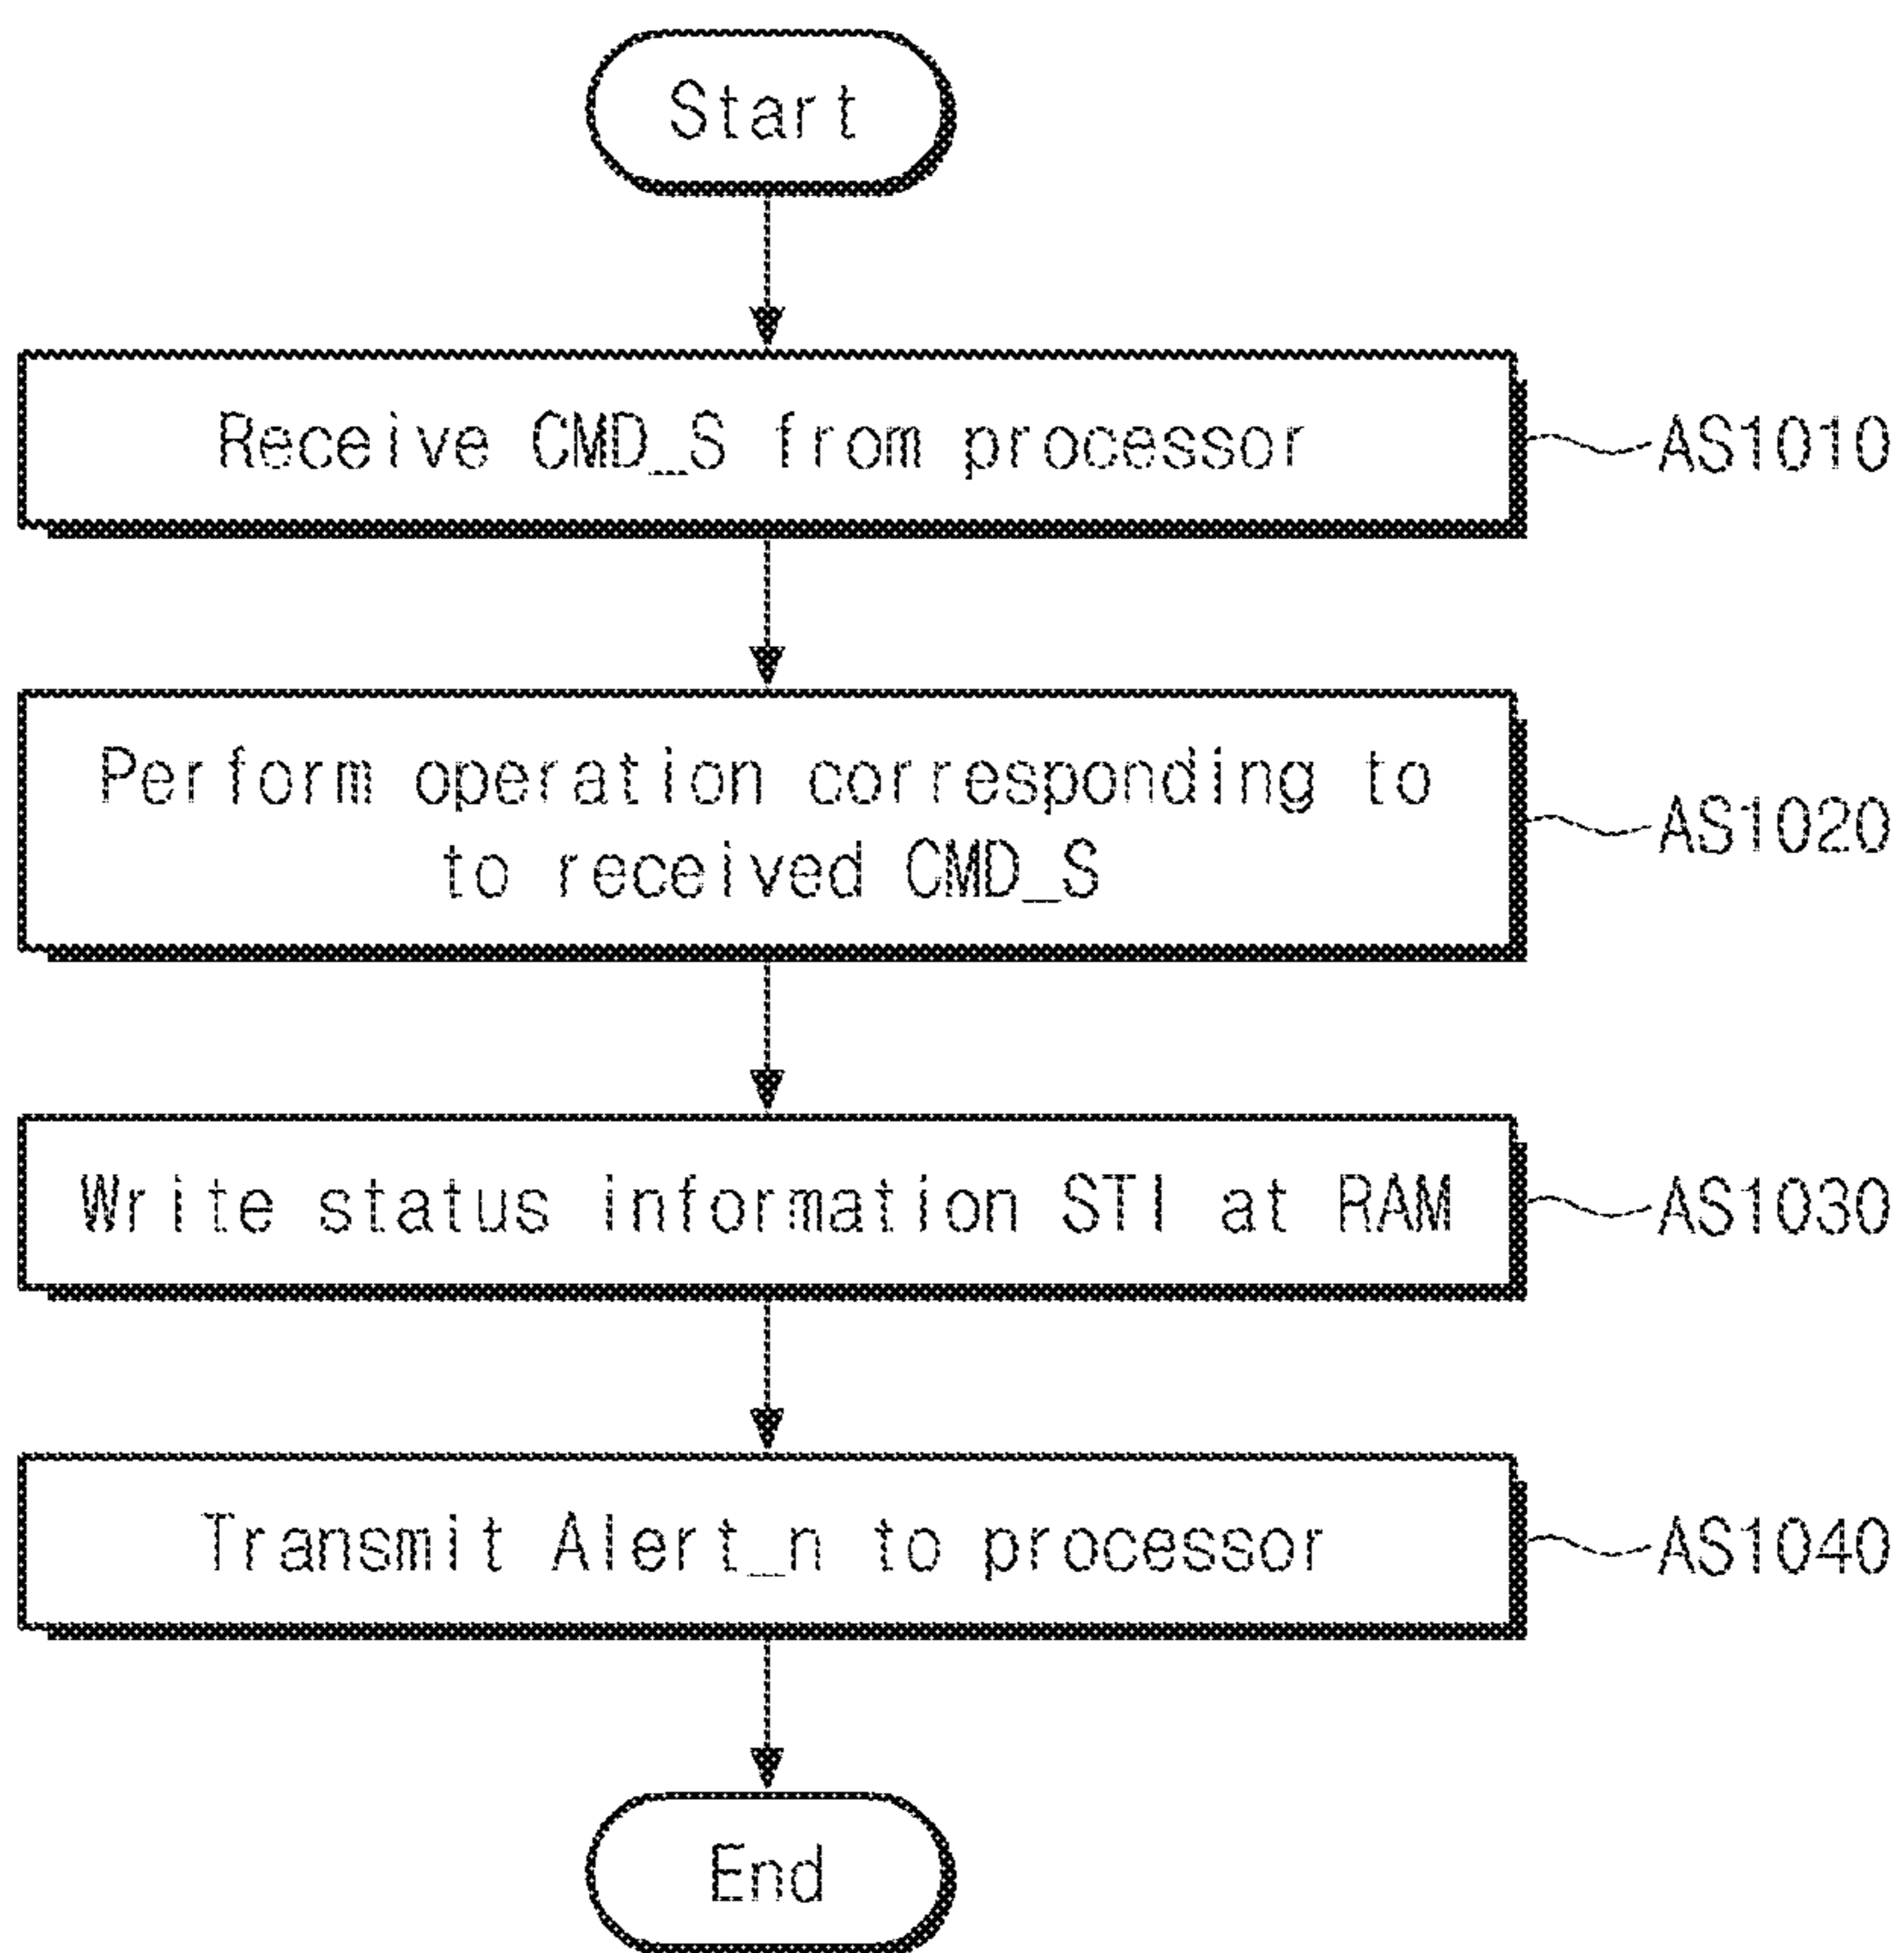 Start
Receive CMD_S from processor
AS1010
Perform operation corresponding to
to received CMD_S
AS1020
Write status information STI at RAM
AS1030
Transmit Alert_n to processor
AS1040
End